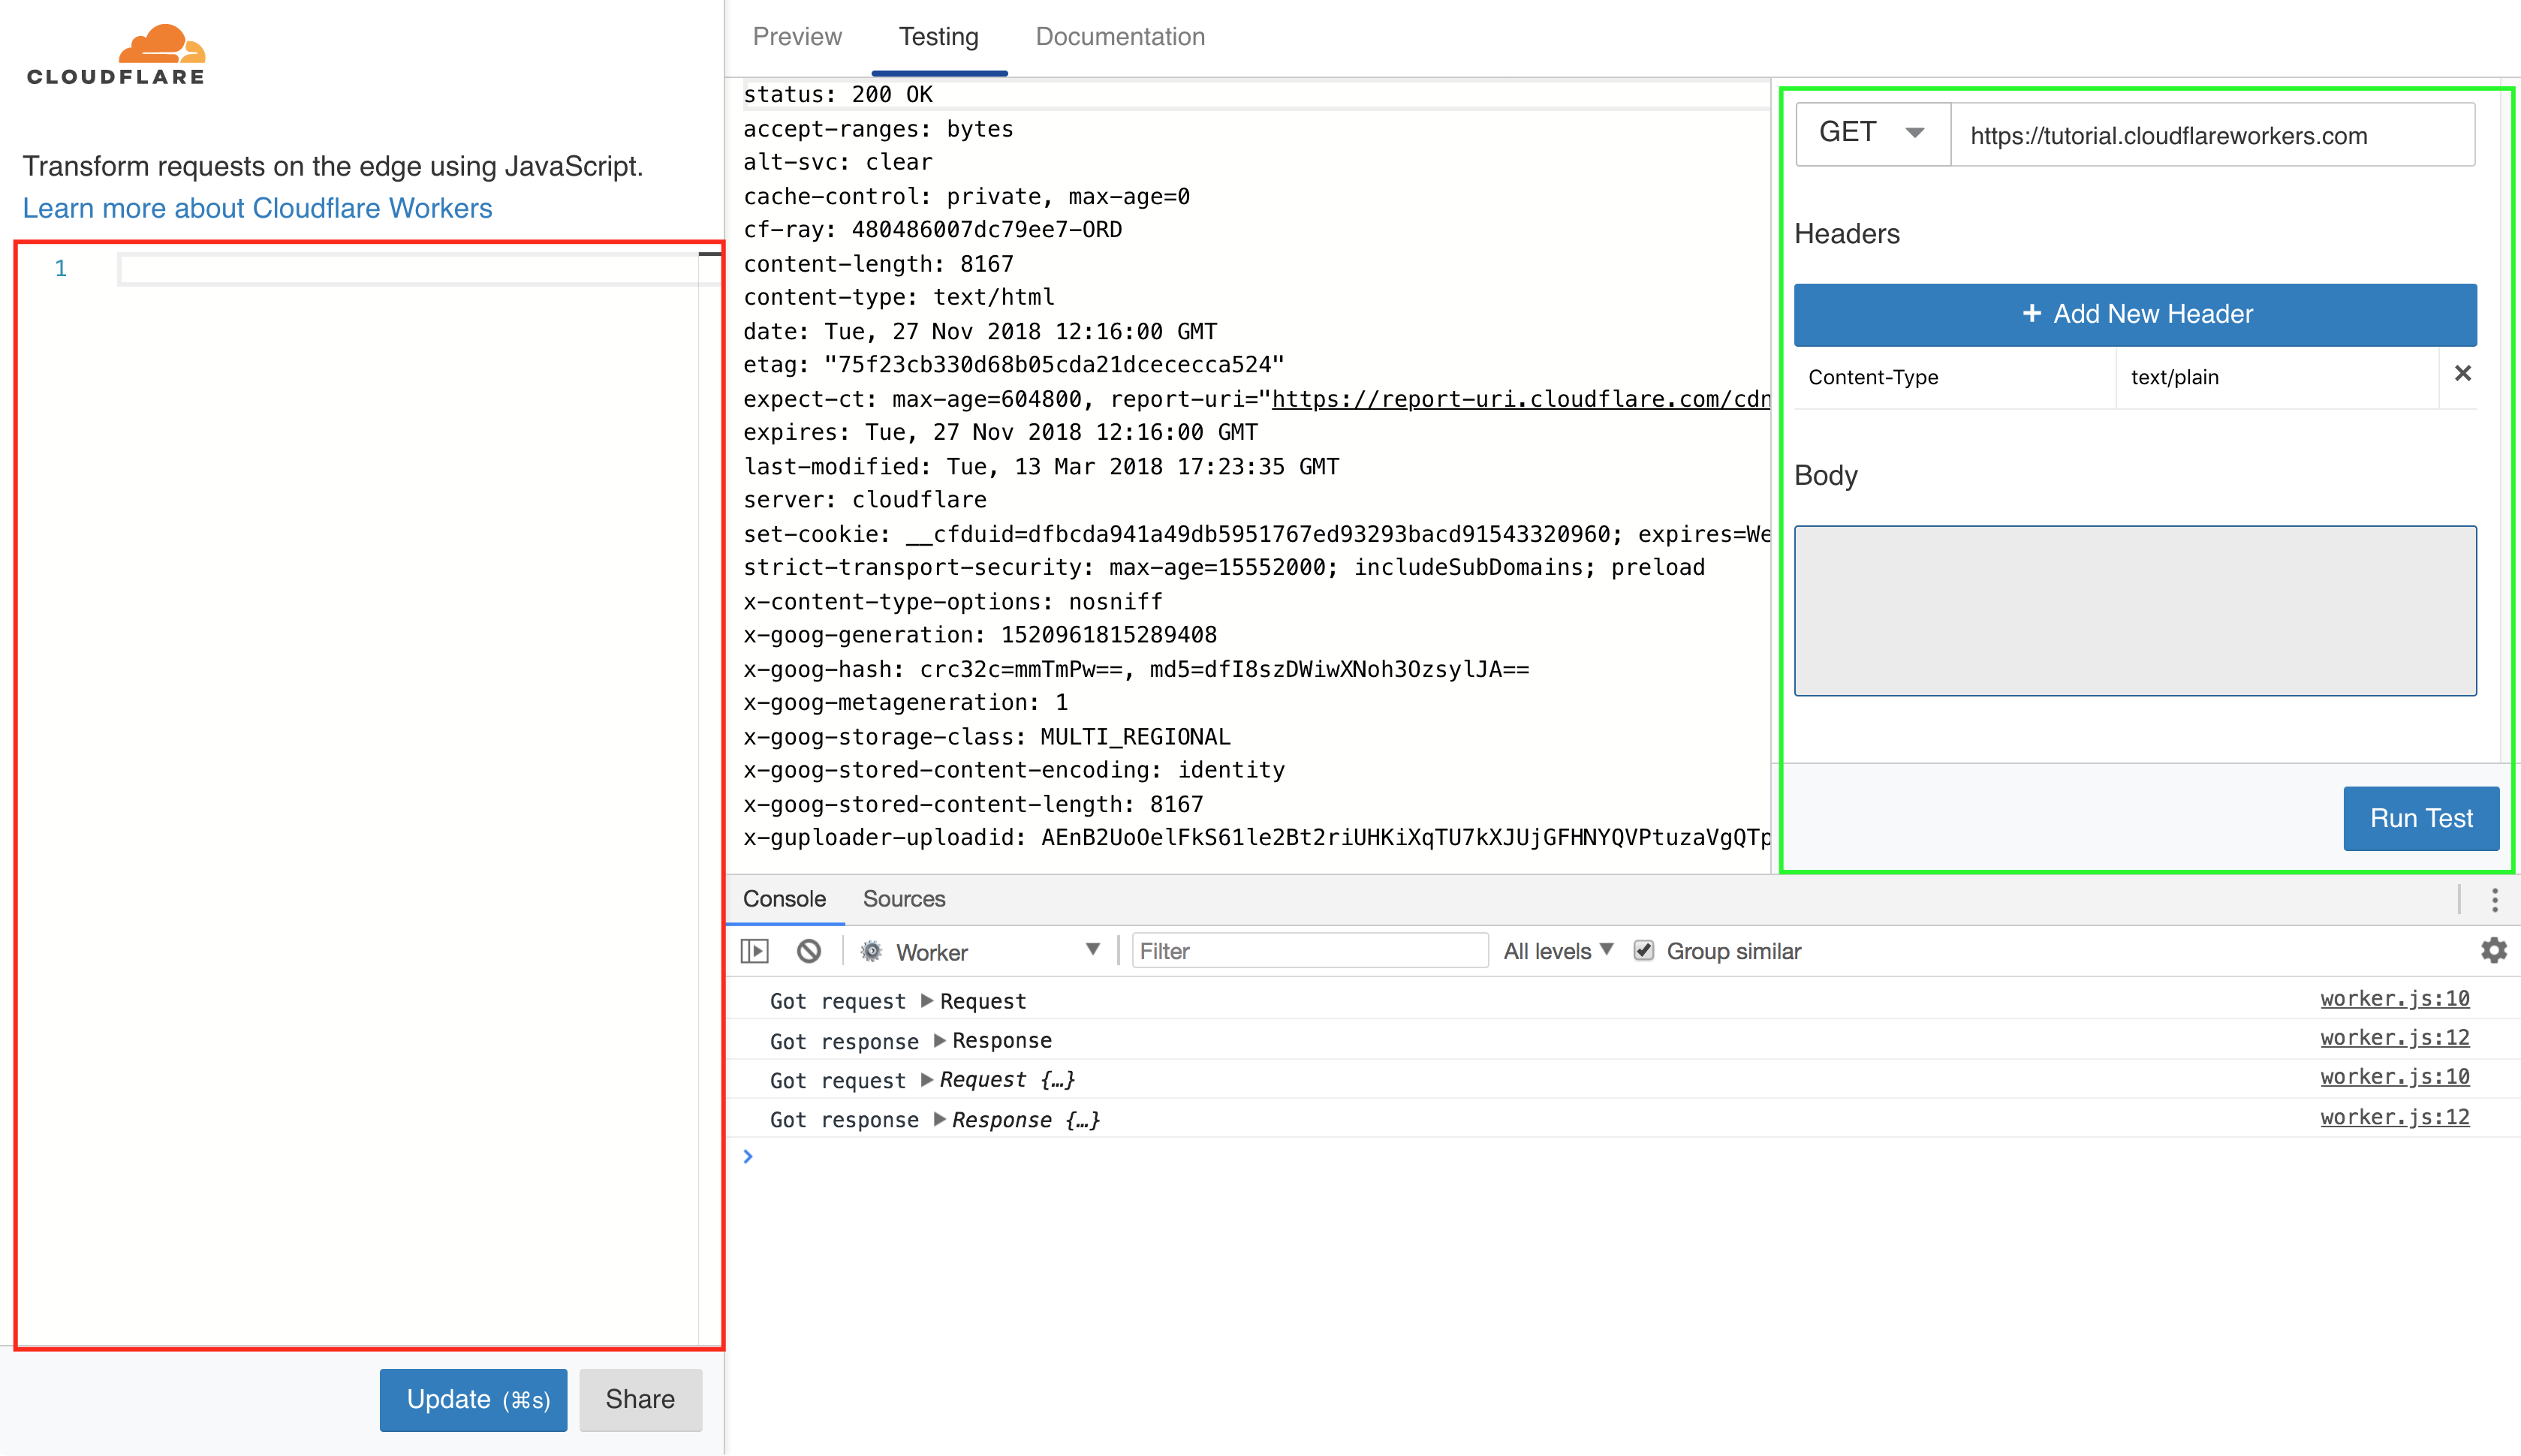 CLOUDFLARE
Transform requests on the edge using JavaScript.
Learn more about Cloudflare Workers
1
Update (⌘s)
Share
Preview
Testing
Documentation
status: 200 OK
accept-ranges: bytes
alt-svc: clear
cache-control: private, max-age=0
cf-ray: 480486007dc79ee7-ORD
content-length: 8167
content-type: text/html
date: Tue, 27 Nov 2018 12:16:00 GMT
etag: "75f23cb330d68b05cda21dcececca524"
expect-ct: max-age=604800, report-uri="https://report-uri.cloudflare.com/cdn
expires: Tue, 27 Nov 2018 12:16:00 GMT
last-modified: Tue, 13 Mar 2018 17:23:35 GMT
server: cloudflare
set-cookie: __cfduid=dfbcda941a49db5951767ed93293bacd91543320960; expires=We
strict-transport-security: max-age=15552000; includeSubDomains; preload
x-content-type-options: nosniff
x-goog-generation: 1520961815289408
x-goog-hash: crc32c=mmTmPw==, md5=dfI8szDWiwXNoh3OzsylJA==
x-goog-metageneration: 1
x-goog-storage-class: MULTI_REGIONAL
x-goog-stored-content-encoding: identity
x-goog-stored-content-length: 8167
x-guploader-uploadid: AEnB2UoOelFkS61le2Bt2riUHKiXqTU7kXJUjGFHNYQVPtuzaVgQTp
GET
https://tutorial.cloudflareworkers.com
Headers
+ Add New Header
Content-Type text/plain ✕
Body
Run Test
Console
Sources
Worker
Filter
All levels
Group similar
Got request Request worker.js:10
Got response Response worker.js:12
Got request Request {…} worker.js:10
Got response Response {…} worker.js:12